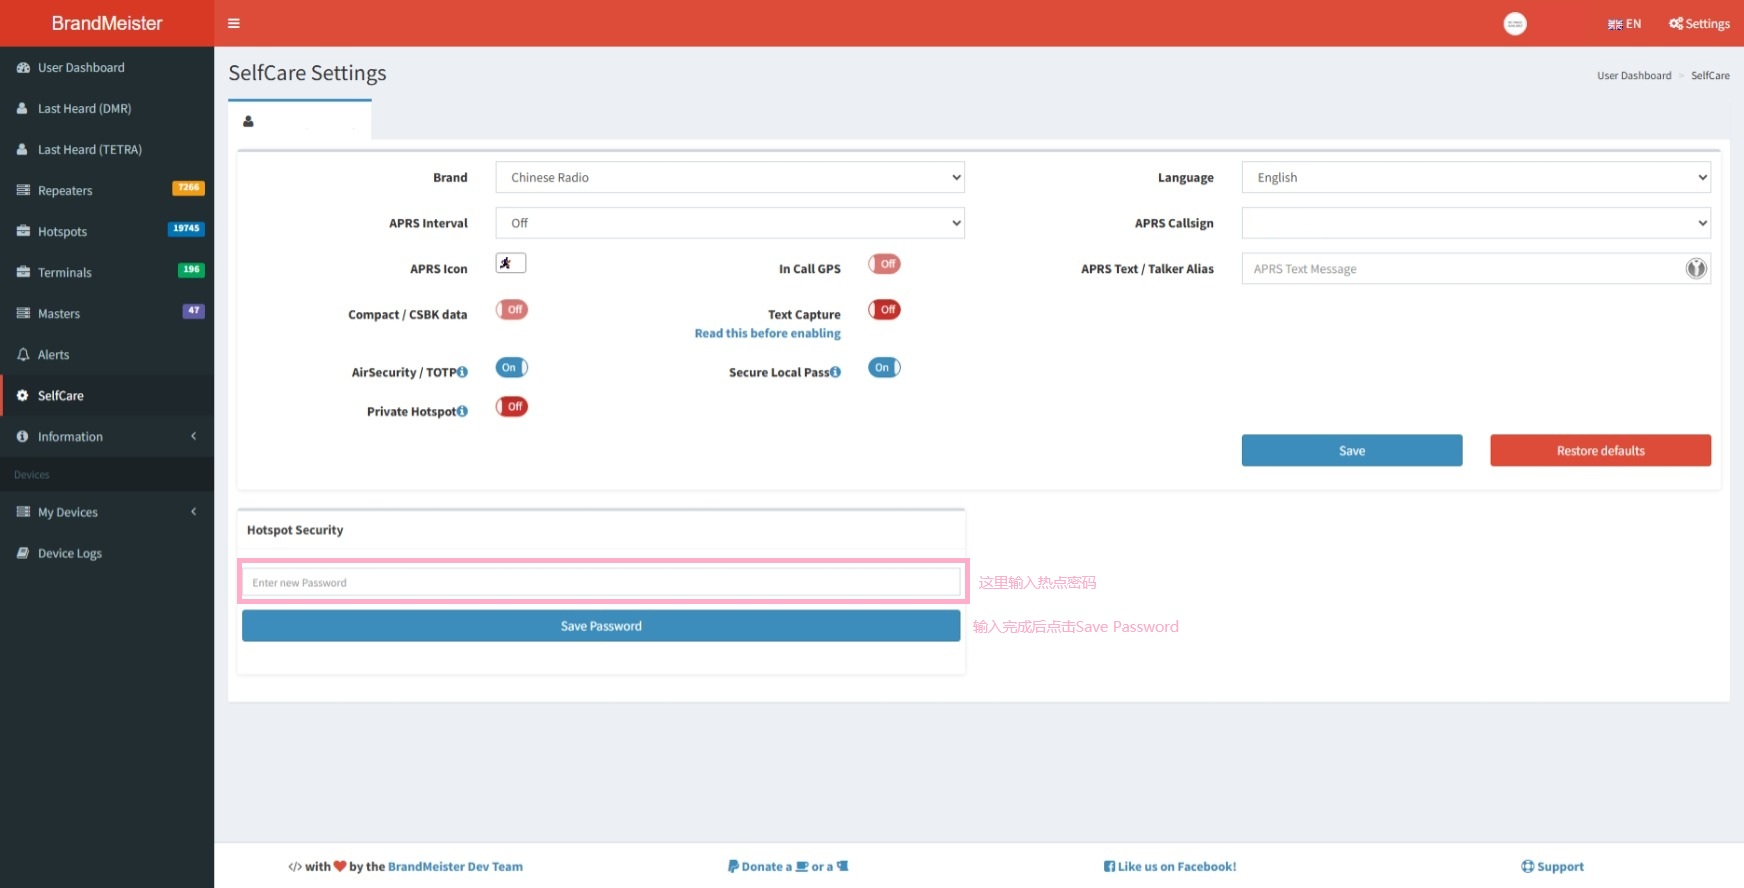 BrandMeister
EN
Settings
User Dashboard
Last Heard (DMR)
Last Heard (TETRA)
Repeaters 7266
Hotspots 19745
Terminals 196
Masters 47
Alerts
SelfCare
Information
Devices
My Devices
Device Logs
SelfCare Settings
User Dashboard > SelfCare
Brand Chinese Radio
Language English
APRS Interval Off
APRS Callsign
APRS Icon
In Call GPS Off
APRS Text / Talker Alias APRS Text Message
Compact / CSBK data Off
Text Capture Off
Read this before enabling
AirSecurity / TOTP On
Secure Local Pass On
Private Hotspot Off
Save
Restore defaults
Hotspot Security
Enter new Password
这里输入热点密码
Save Password
输入完成后点击Save Password
</> with ❤ by the BrandMeister Dev Team
Donate a or a
Like us on Facebook!
Support